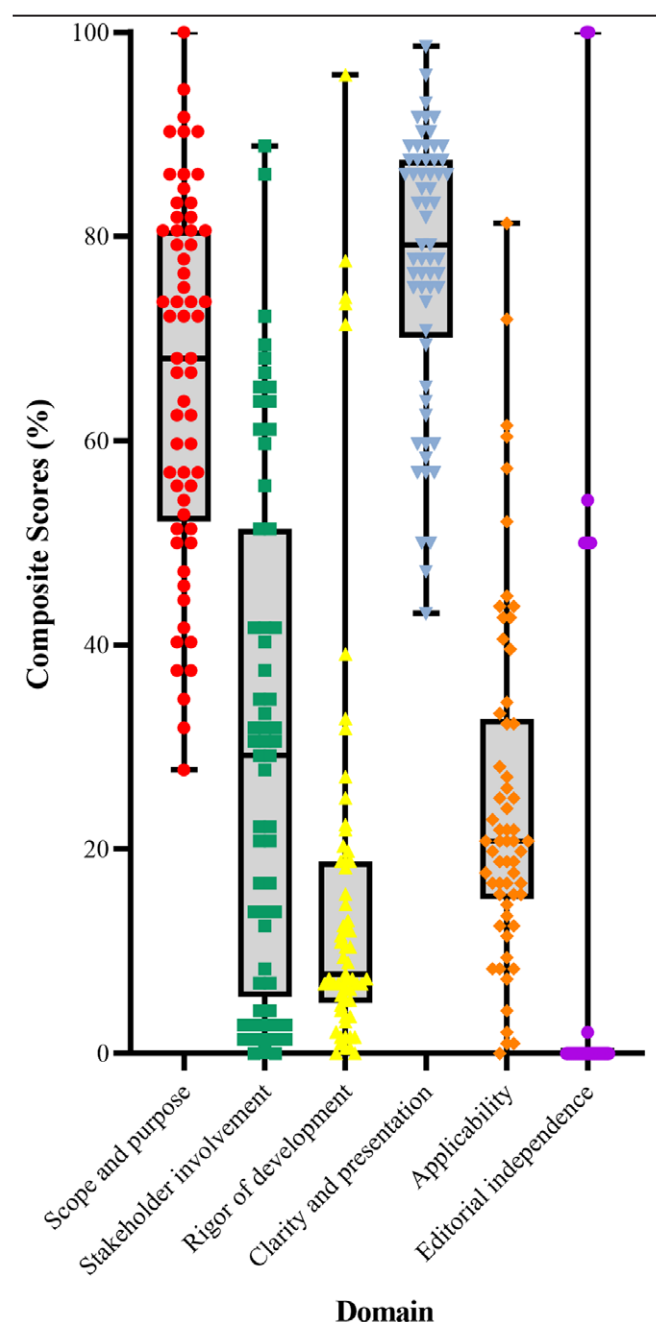 100
80
60
40
20
0
Composite Scores (%)
Scope and purpose
Stakeholder involvement
Rigor of development
Clarity and presentation
Applicability
Editorial independence
Domain